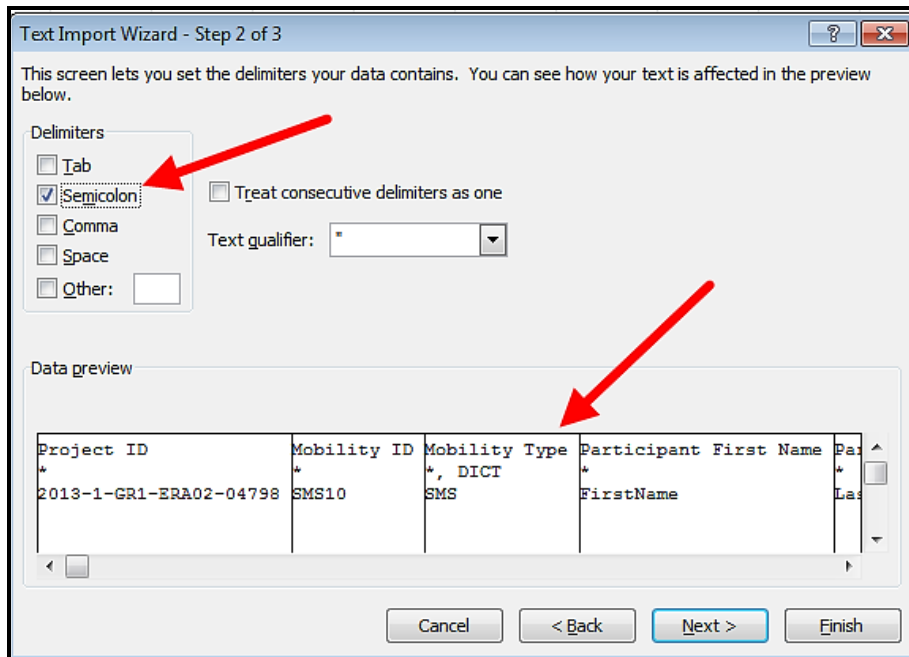 Text Import Wizard - Step 2 of 3
This screen lets you set the delimiters your data contains. You can see how your text is affected in the preview
below.
Delimiters
Tab
Semicolon
Comma
Space
Other:
Treat consecutive delimiters as one
Text qualifier: "
Data preview
Project ID Mobility ID Mobility Type Participant First Name Par
* * *, DICT * *
2013-1-GR1-ERA02-04798 SMS10 SMS FirstName Las
Cancel < Back Next > Finish